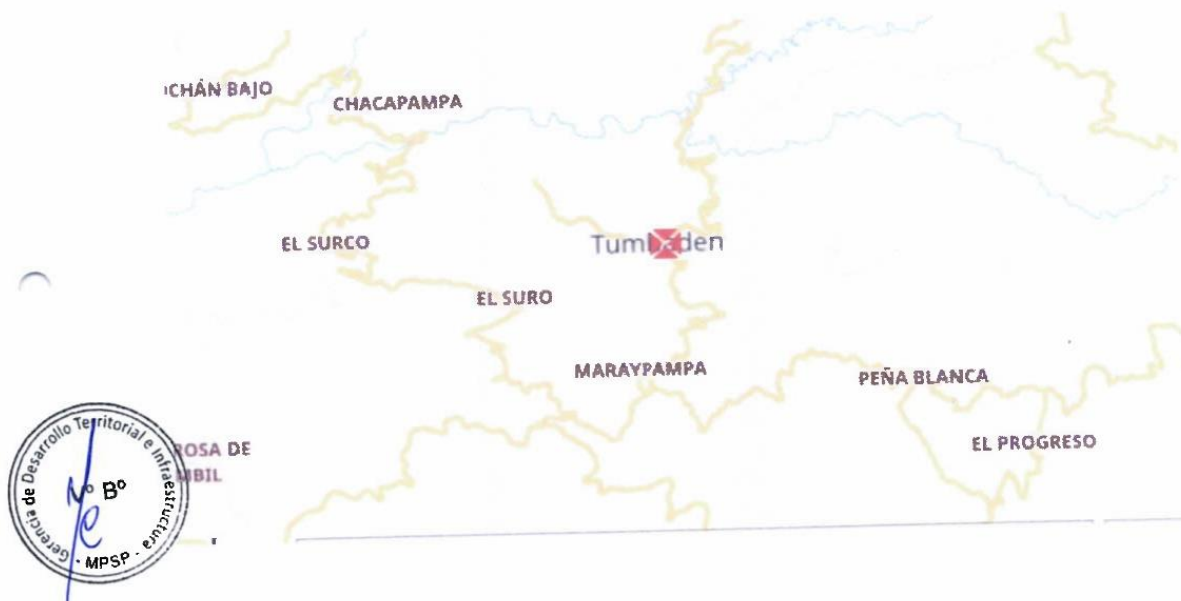 CHÁN BAJO
CHACAPAMPA
EL SURCO
Tumbaden
EL SURO
MARAYPAMPA
PEÑA BLANCA
EL PROGRESO
ROSA DE
MBIL
Gerencia de Desarrollo Territorial e Infraestructura
Vº Bº
- MPSP -